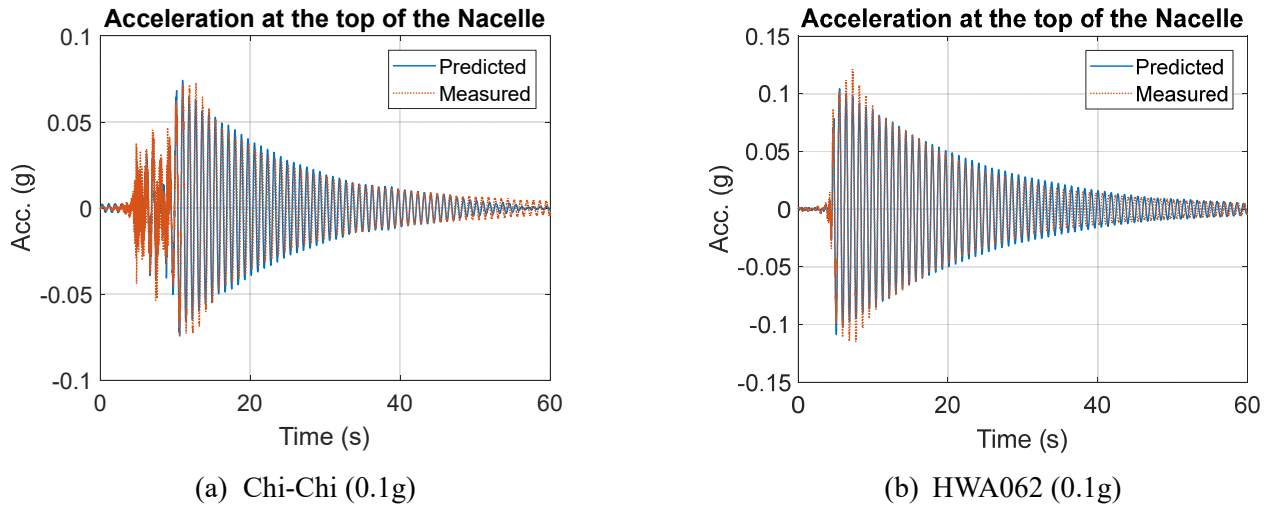 Acceleration at the top of the Nacelle
0.1
0.05
0
-0.05
-0.1
Acc. (g)
Predicted
Measured
0
20
40
60
Time (s)
(a) Chi-Chi (0.1g)
Acceleration at the top of the Nacelle
0.15
0.1
0.05
0
-0.05
-0.1
-0.15
Acc. (g)
Predicted
Measured
0
20
40
60
Time (s)
(b) HWA062 (0.1g)